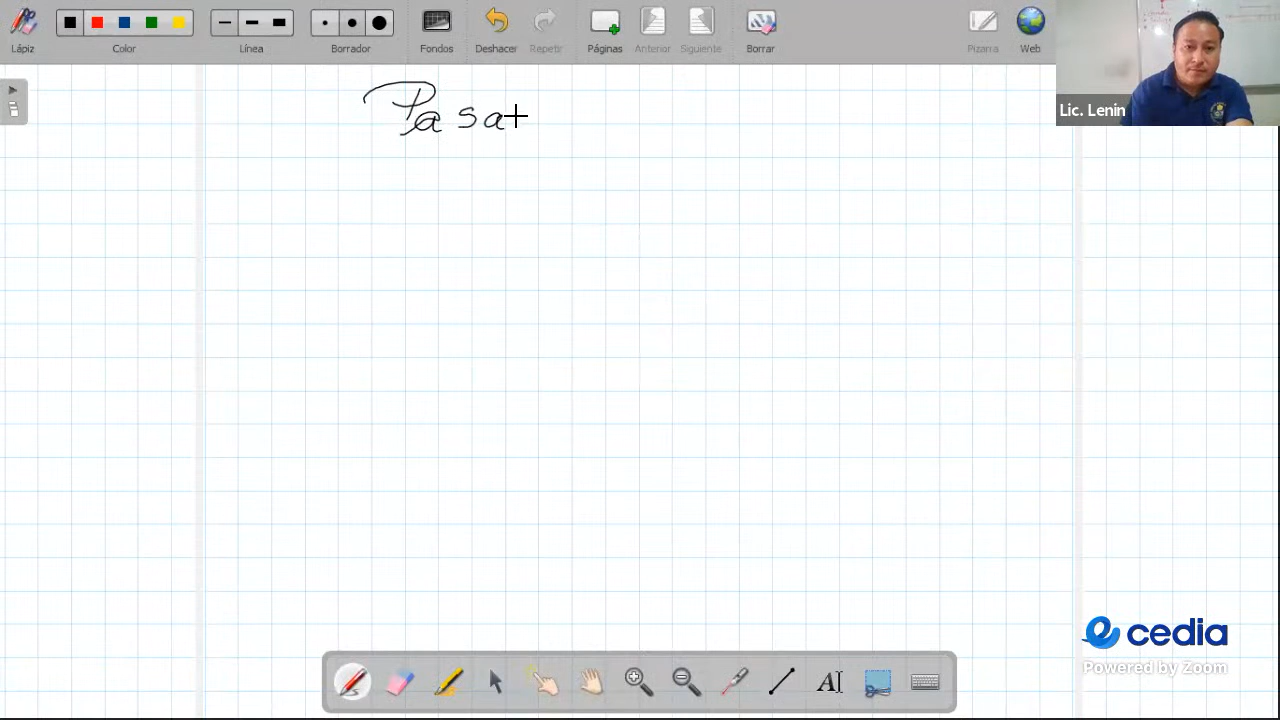 Lápiz Color Línea Borrador Fondos Deshacer Repetir Páginas Anterior Siguiente Borrar Pizarra Web
Lic. Lenin
Pasa
cedia
Powered by Zoom